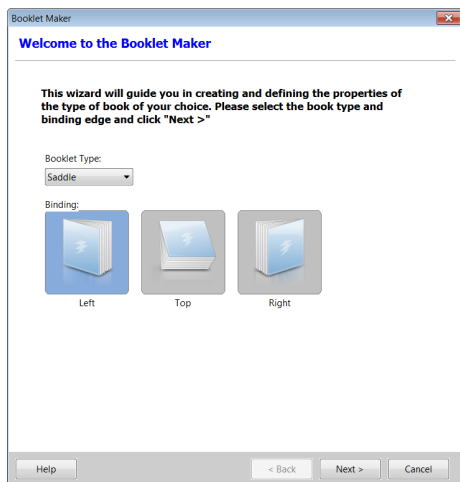 Booklet Maker
Welcome to the Booklet Maker
This wizard will guide you in creating and defining the properties of
the type of book of your choice. Please select the book type and
binding edge and click "Next >"
Booklet Type:
Saddle
Binding:
Left Top Right
Help < Back Next > Cancel